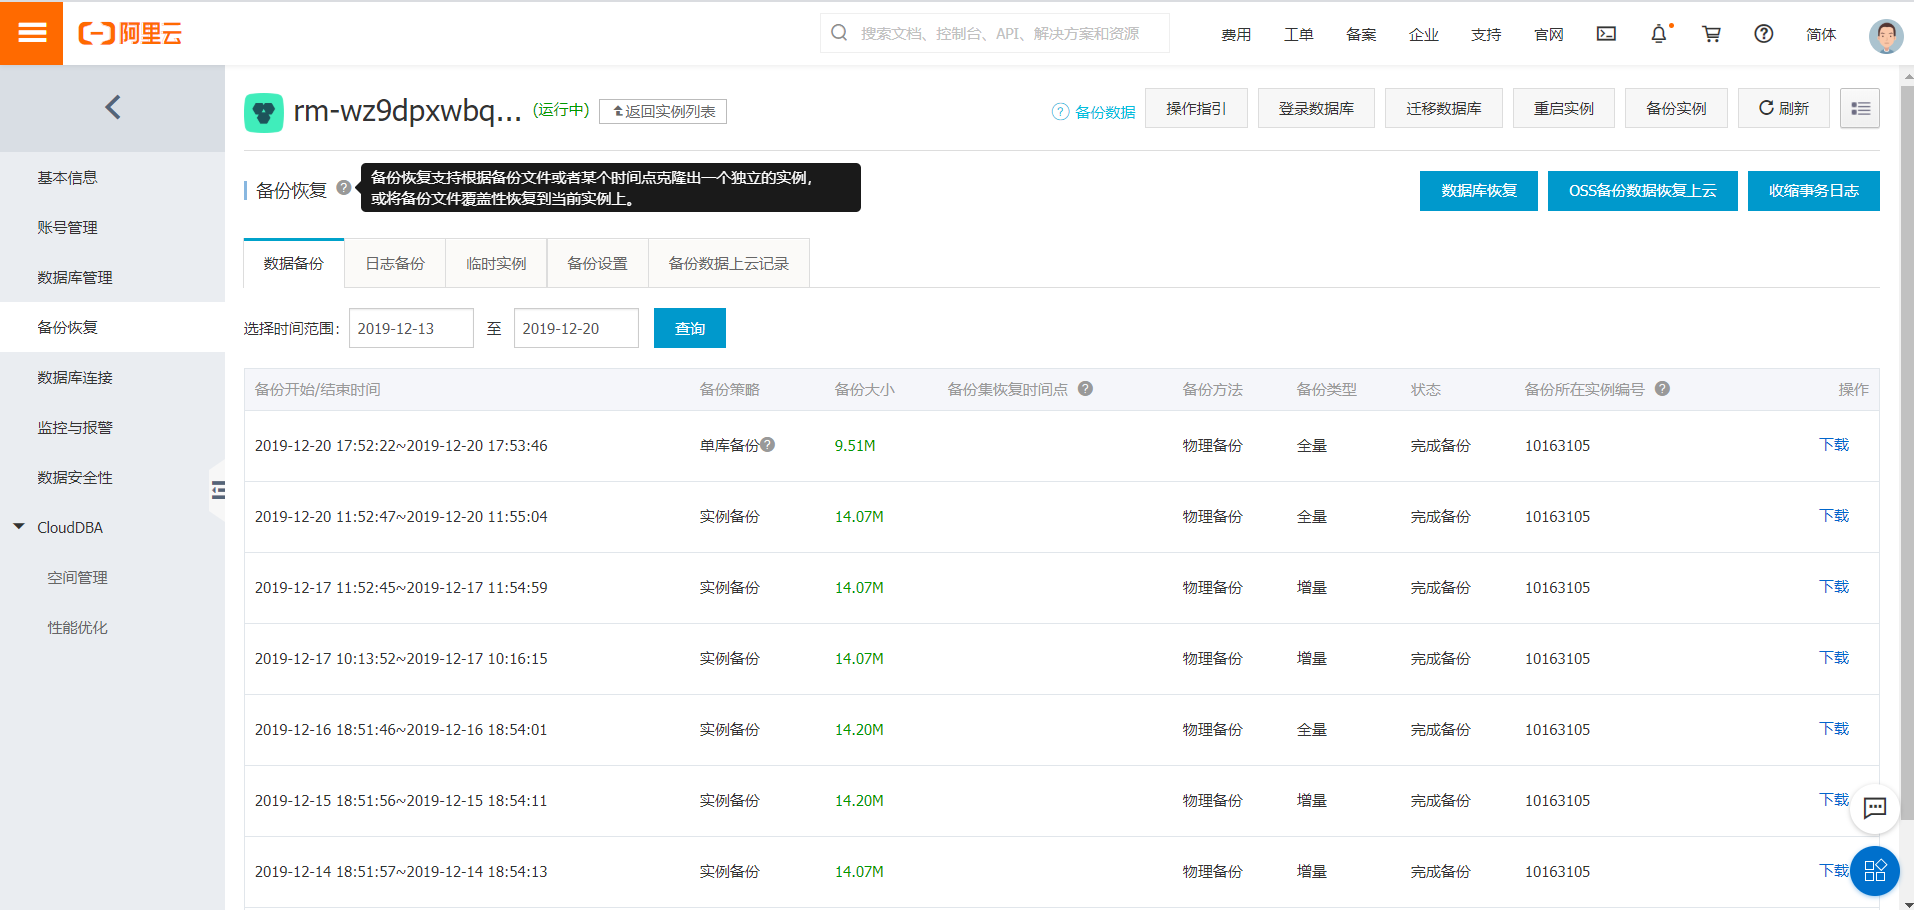 阿里云
搜索文档、控制台、API、解决方案和资源
费用 工单 备案 企业 支持 官网 简体
rm-wz9dpxwbq... (运行中) 返回实例列表
备份数据 操作指引 登录数据库 迁移数据库 重启实例 备份实例 刷新
基本信息
账号管理
数据库管理
备份恢复
数据库连接
监控与报警
数据安全性
CloudDBA
空间管理
性能优化
备份恢复
备份恢复支持根据备份文件或者某个时间点克隆出一个独立的实例，
或将备份文件覆盖性恢复到当前实例上。
数据库恢复 OSS备份数据恢复上云 收缩事务日志
数据备份 日志备份 临时实例 备份设置 备份数据上云记录
选择时间范围： 2019-12-13 至 2019-12-20 查询
备份开始/结束时间 备份策略 备份大小 备份集恢复时间点 备份方法 备份类型 状态 备份所在实例编号 操作
2019-12-20 17:52:22~2019-12-20 17:53:46 单库备份 9.51M 物理备份 全量 完成备份 10163105 下载
2019-12-20 11:52:47~2019-12-20 11:55:04 实例备份 14.07M 物理备份 全量 完成备份 10163105 下载
2019-12-17 11:52:45~2019-12-17 11:54:59 实例备份 14.07M 物理备份 增量 完成备份 10163105 下载
2019-12-17 10:13:52~2019-12-17 10:16:15 实例备份 14.07M 物理备份 增量 完成备份 10163105 下载
2019-12-16 18:51:46~2019-12-16 18:54:01 实例备份 14.20M 物理备份 全量 完成备份 10163105 下载
2019-12-15 18:51:56~2019-12-15 18:54:11 实例备份 14.20M 物理备份 增量 完成备份 10163105 下载
2019-12-14 18:51:57~2019-12-14 18:54:13 实例备份 14.07M 物理备份 增量 完成备份 10163105 下载